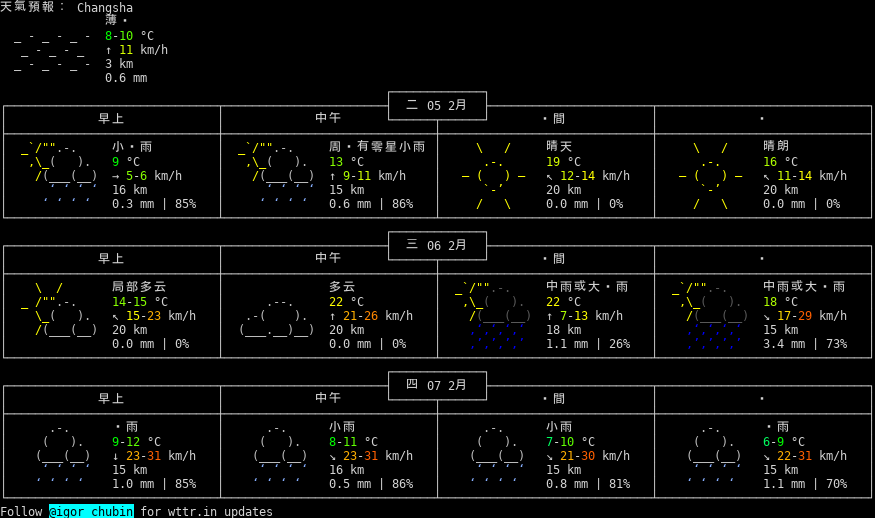 天氣預報： Changsha
薄・
8-10 °C
↑ 11 km/h
3 km
0.6 mm
二 05 2月
早上 中午 ・間 ・
小・雨 周・有零星小雨 晴天 晴朗
9 °C 13 °C 19 °C 16 °C
→ 5-6 km/h ↑ 9-11 km/h ↖ 12-14 km/h ↖ 11-14 km/h
16 km 15 km 20 km 20 km
0.3 mm | 85% 0.6 mm | 86% 0.0 mm | 0% 0.0 mm | 0%
三 06 2月
早上 中午 ・間 ・
局部多云 多云 中雨或大・雨 中雨或大・雨
14-15 °C 22 °C 22 °C 18 °C
↖ 15-23 km/h ↑ 21-26 km/h ↑ 7-13 km/h ↘ 17-29 km/h
20 km 20 km 18 km 15 km
0.0 mm | 0% 0.0 mm | 0% 1.1 mm | 26% 3.4 mm | 73%
四 07 2月
早上 中午 ・間 ・
・雨 小雨 小雨 ・雨
9-12 °C 8-11 °C 7-10 °C 6-9 °C
↓ 23-31 km/h ↘ 23-31 km/h ↘ 21-30 km/h ↘ 22-31 km/h
15 km 16 km 15 km 15 km
1.0 mm | 85% 0.5 mm | 86% 0.8 mm | 81% 1.1 mm | 70%
Follow @igor_chubin for wttr.in updates